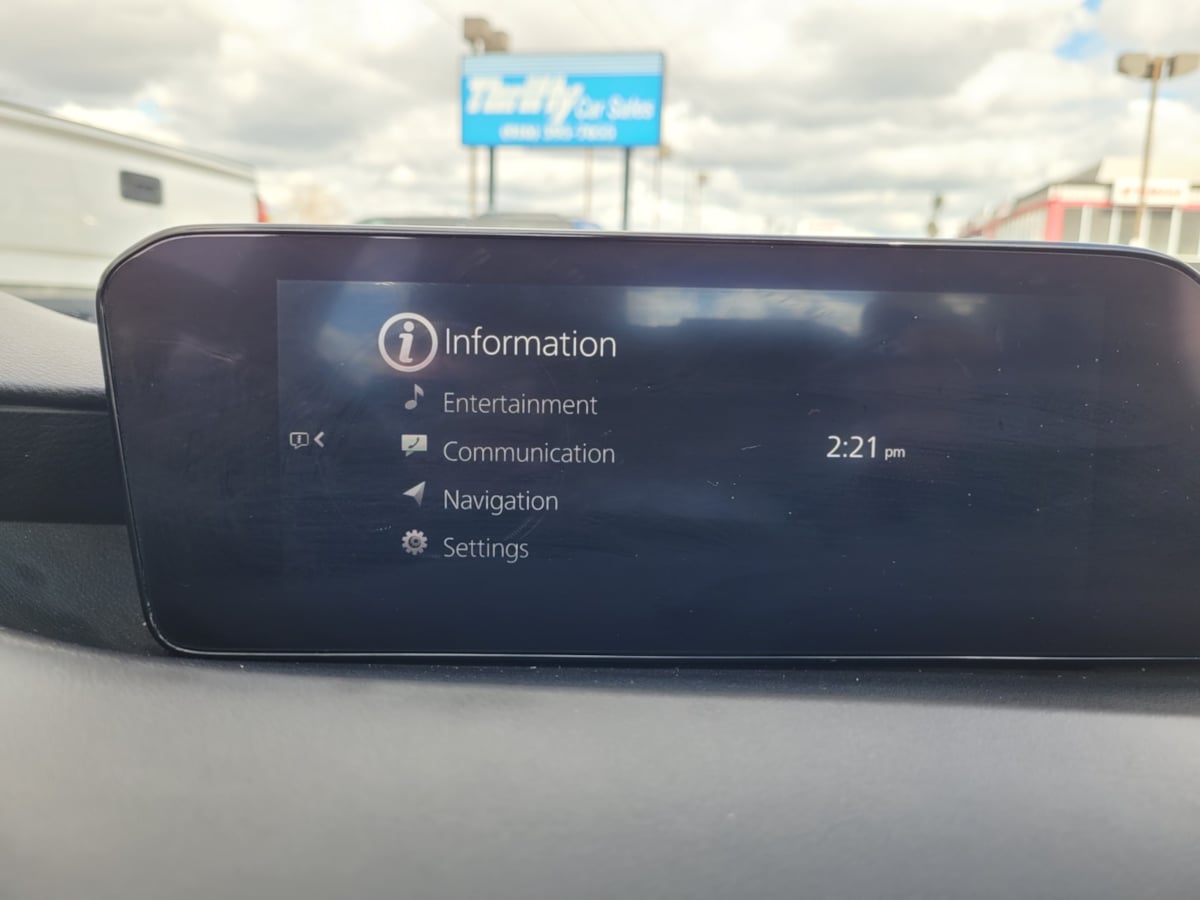 Thrifty Car Sales
Information
Entertainment
Communication
2:21 pm
Navigation
Settings